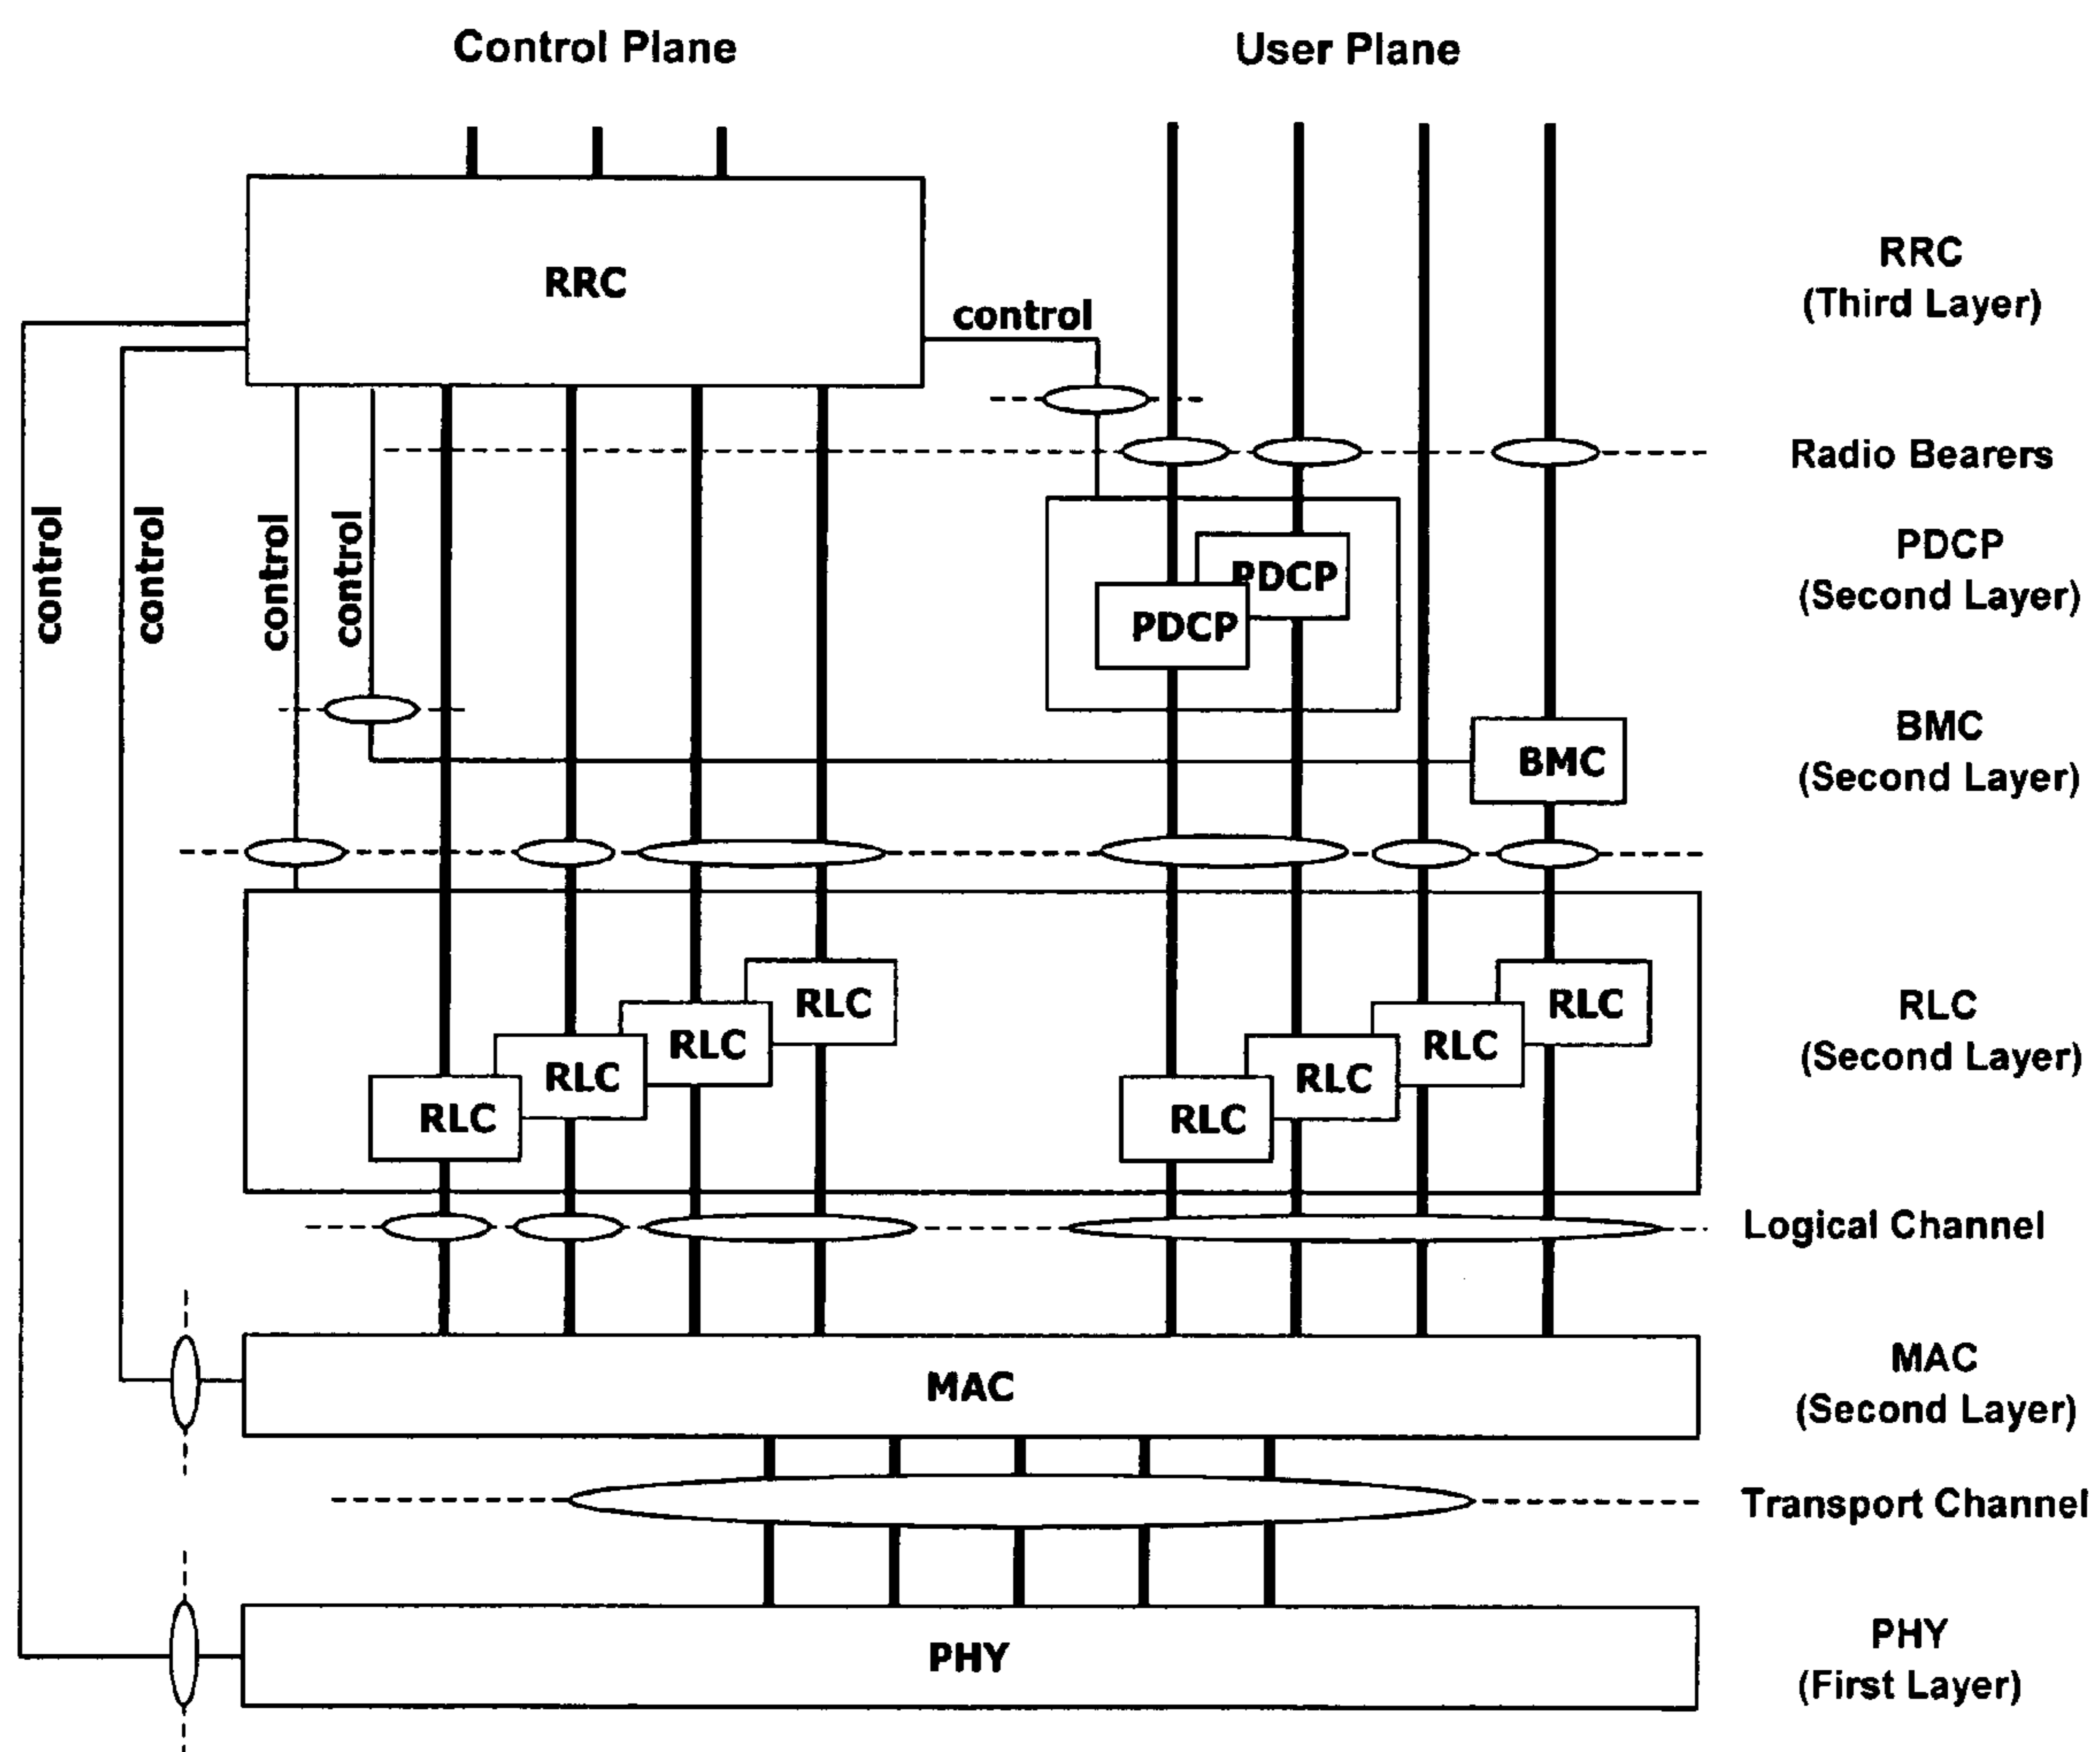 Control Plane
User Plane
RRC
control
RRC
(Third Layer)
Radio Bearers
control
control
control
control
PDCP
PDCP
PDCP
(Second Layer)
BMC
BMC
(Second Layer)
RLC
RLC
RLC
RLC
RLC
RLC
RLC
RLC
RLC
(Second Layer)
Logical Channel
MAC
MAC
(Second Layer)
Transport Channel
PHY
PHY
(First Layer)